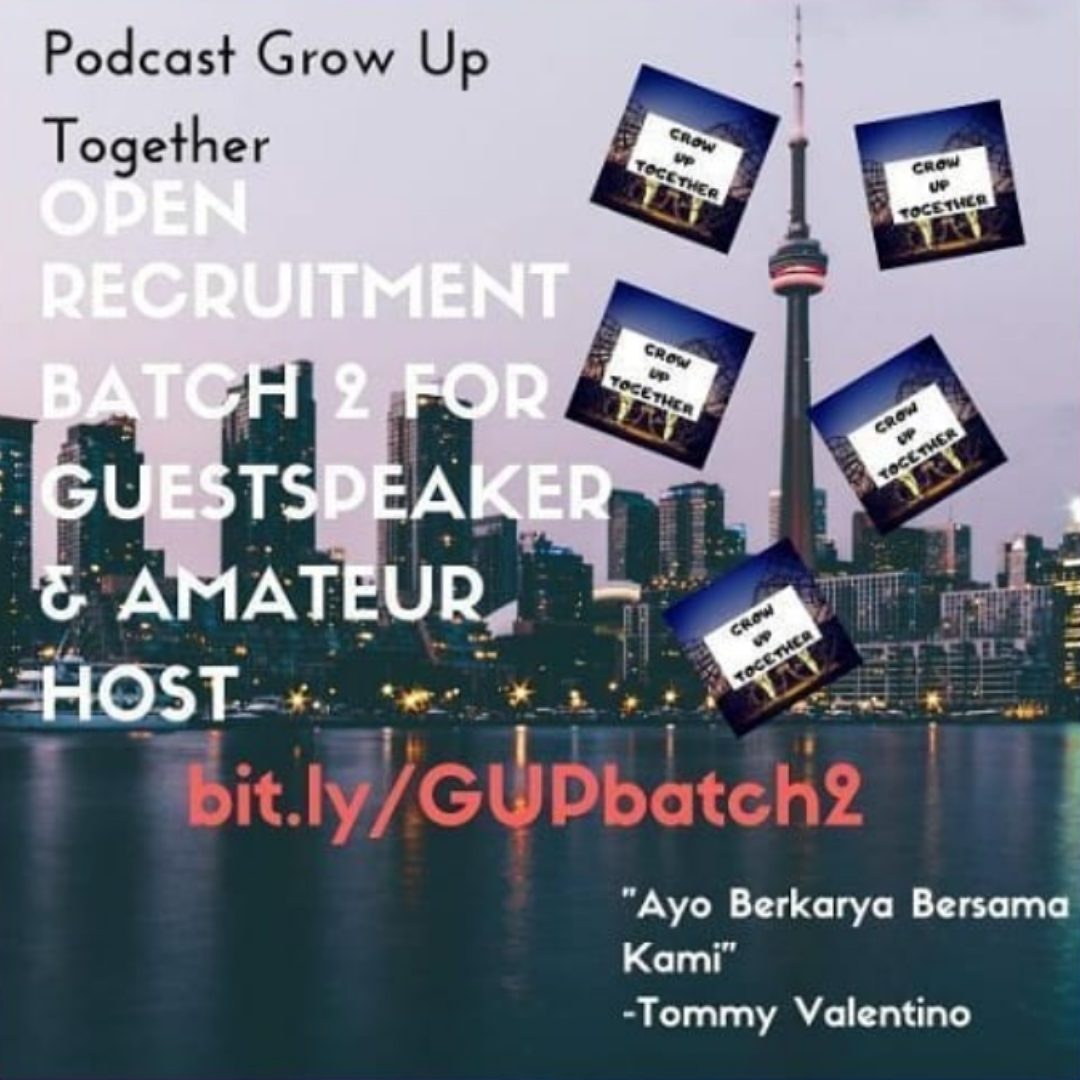 Podcast Grow Up
Together
OPEN
RECRUITMENT
BATCH 2 FOR
GUESTSPEAKER
& AMATEUR
HOST
GROW
UP
TOGETHER
GROW
UP
TOGETHER
GROW
UP
TOGETHER
GROW
UP
TOGETHER
GROW
UP
TOGETHER
bit.ly/GUPbatch2
"Ayo Berkarya Bersama
Kami"
-Tommy Valentino